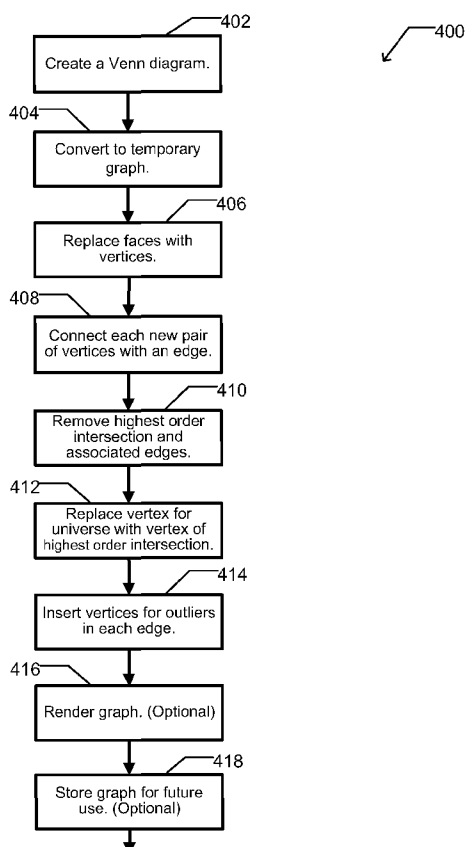 402
400
Create a Venn diagram.
404
Convert to temporary
graph.
406
Replace faces with
vertices.
408
Connect each new pair
of vertices with an edge.
410
Remove highest order
intersection and
associated edges.
412
Replace vertex for
universe with vertex of
highest order intersection.
414
Insert vertices for outliers
in each edge.
416
Render graph. (Optional)
418
Store graph for future
use. (Optional)